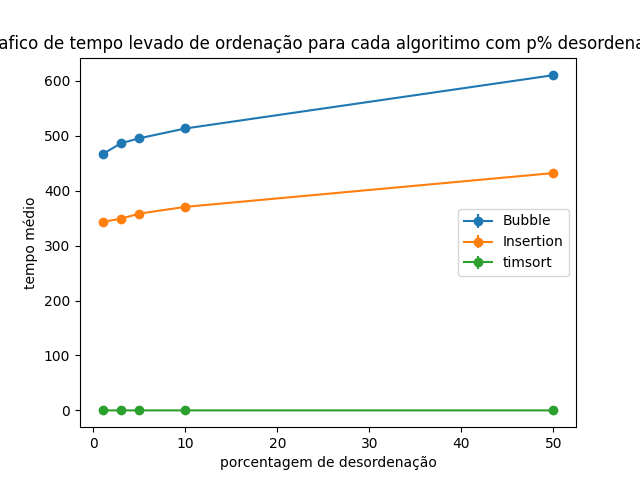 afico de tempo levado de ordenação para cada algoritimo com p% desordena
600
500
400
300
200
100
0
tempo médio
Bubble
Insertion
timsort
0 10 20 30 40 50
porcentagem de desordenação